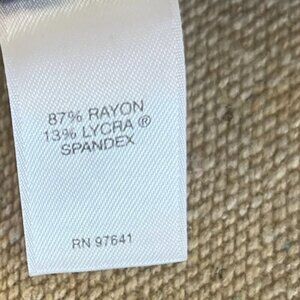 87% RAYON
13% LYCRA ®
SPANDEX
RN 97641